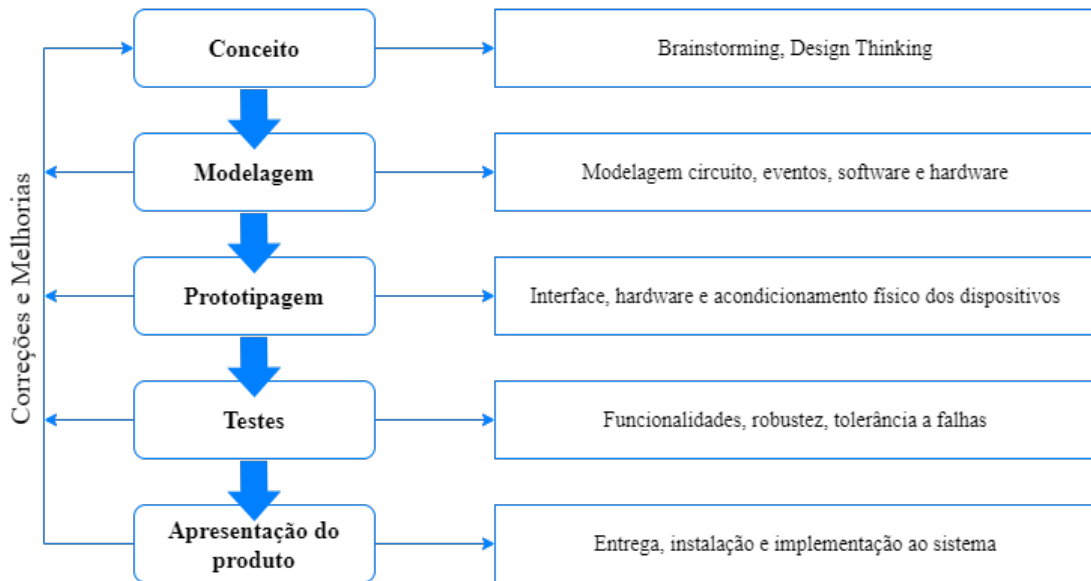 Conceito
Brainstorming, Design Thinking
Modelagem
Modelagem circuito, eventos, software e hardware
Prototipagem
Interface, hardware e acondicionamento físico dos dispositivos
Testes
Funcionalidades, robustez, tolerância a falhas
Apresentação do
produto
Entrega, instalação e implementação ao sistema
Correções e Melhorias